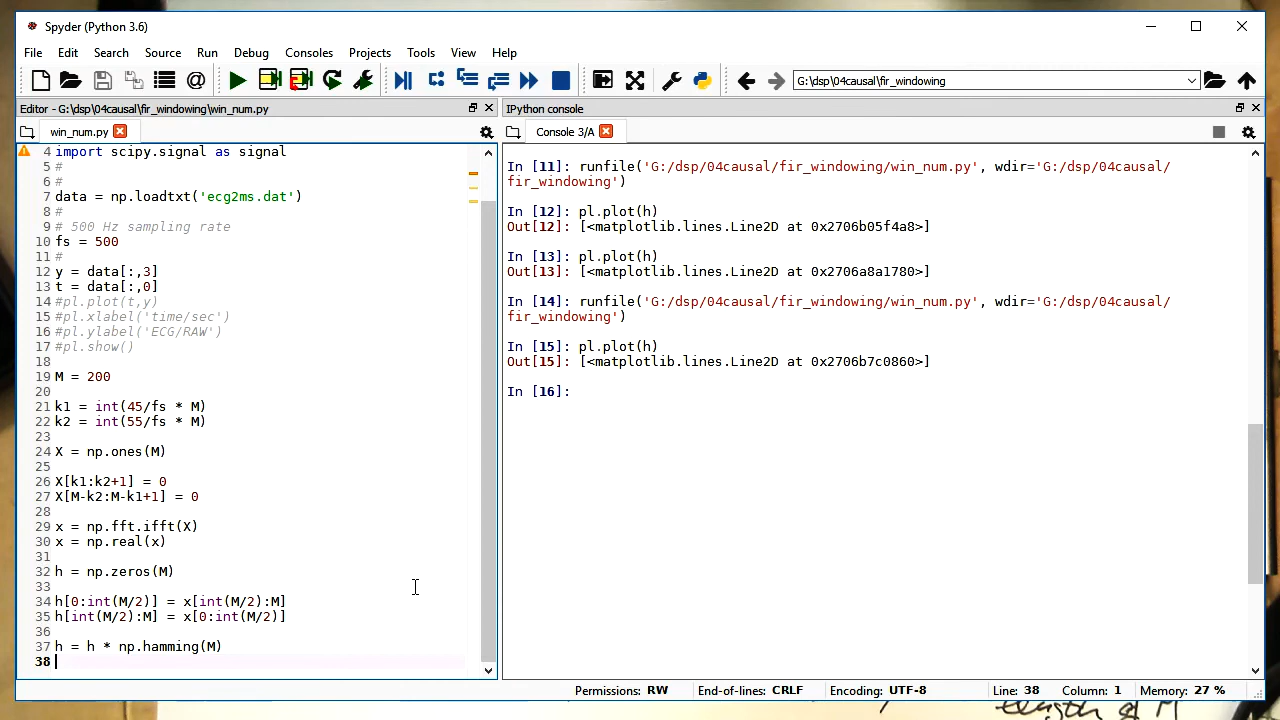 Spyder (Python 3.6)
File Edit Search Source Run Debug Consoles Projects Tools View Help
G:\dsp\04causal\fir_windowing
Editor - G:\dsp\04causal\fir_windowing\win_num.py
IPython console
win_num.py
Console 3/A
4 import scipy.signal as signal
5 #
6 #
7 data = np.loadtxt('ecg2ms.dat')
8 #
9 # 500 Hz sampling rate
10 fs = 500
11 #
12 y = data[:,3]
13 t = data[:,0]
14 #pl.plot(t,y)
15 #pl.xlabel('time/sec')
16 #pl.ylabel('ECG/RAW')
17 #pl.show()
18
19 M = 200
20
21 k1 = int(45/fs * M)
22 k2 = int(55/fs * M)
23
24 X = np.ones(M)
25
26 X[k1:k2+1] = 0
27 X[M-k2:M-k1+1] = 0
28
29 x = np.fft.ifft(X)
30 x = np.real(x)
31
32 h = np.zeros(M)
33
34 h[0:int(M/2)] = x[int(M/2):M]
35 h[int(M/2):M] = x[0:int(M/2)]
36
37 h = h * np.hamming(M)
38
In [11]: runfile('G:/dsp/04causal/fir_windowing/win_num.py', wdir='G:/dsp/04causal/
fir_windowing')
In [12]: pl.plot(h)
Out[12]: [<matplotlib.lines.Line2D at 0x2706b05f4a8>]
In [13]: pl.plot(h)
Out[13]: [<matplotlib.lines.Line2D at 0x2706a8a1780>]
In [14]: runfile('G:/dsp/04causal/fir_windowing/win_num.py', wdir='G:/dsp/04causal/
fir_windowing')
In [15]: pl.plot(h)
Out[15]: [<matplotlib.lines.Line2D at 0x2706b7c0860>]
In [16]:
Permissions: RW End-of-lines: CRLF Encoding: UTF-8 Line: 38 Column: 1 Memory: 27 %